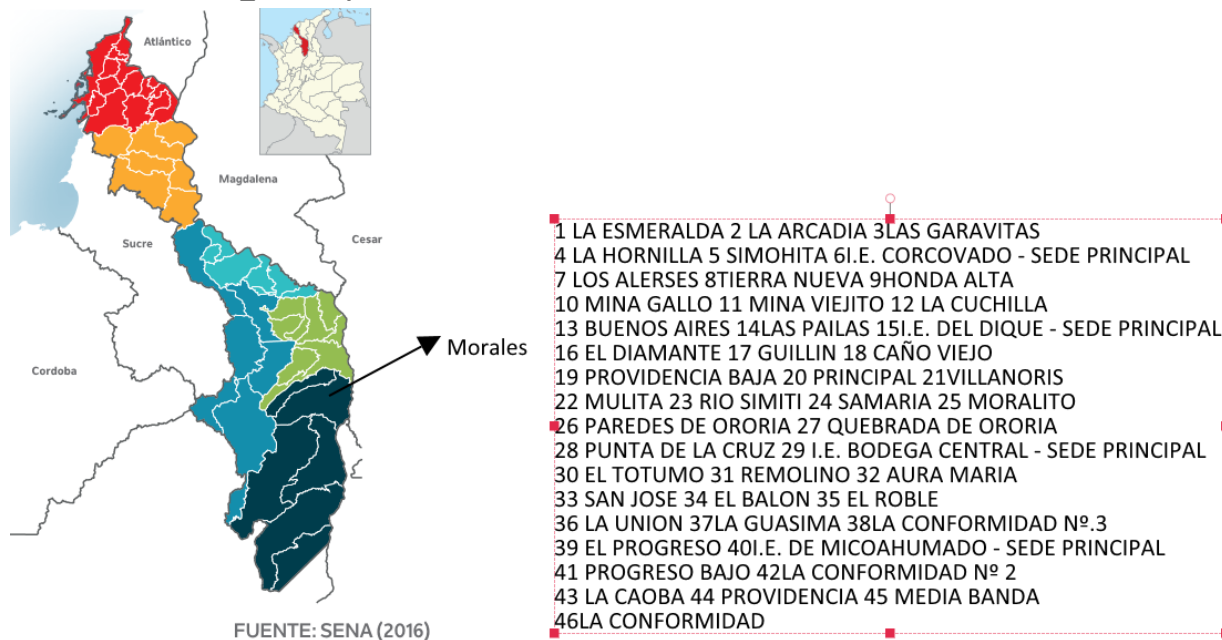 Atlántico
Magdalena
Sucre
Cesar
Cordoba
Morales
FUENTE: SENA (2016)
1 LA ESMERALDA 2 LA ARCADIA 3LAS GARAVITAS
4 LA HORNILLA 5 SIMOHITA 6I.E. CORCOVADO - SEDE PRINCIPAL
7 LOS ALERSES 8TIERRA NUEVA 9HONDA ALTA
10 MINA GALLO 11 MINA VIEJITO 12 LA CUCHILLA
13 BUENOS AIRES 14LAS PAILAS 15I.E. DEL DIQUE - SEDE PRINCIPAL
16 EL DIAMANTE 17 GUILLIN 18 CAÑO VIEJO
19 PROVIDENCIA BAJA 20 PRINCIPAL 21VILLANORIS
22 MULITA 23 RIO SIMITI 24 SAMARIA 25 MORALITO
26 PAREDES DE ORORIA 27 QUEBRADA DE ORORIA
28 PUNTA DE LA CRUZ 29 I.E. BODEGA CENTRAL - SEDE PRINCIPAL
30 EL TOTUMO 31 REMOLINO 32 AURA MARIA
33 SAN JOSE 34 EL BALON 35 EL ROBLE
36 LA UNION 37LA GUASIMA 38LA CONFORMIDAD Nº.3
39 EL PROGRESO 40I.E. DE MICOAHUMADO - SEDE PRINCIPAL
41 PROGRESO BAJO 42LA CONFORMIDAD Nº 2
43 LA CAOBA 44 PROVIDENCIA 45 MEDIA BANDA
46LA CONFORMIDAD